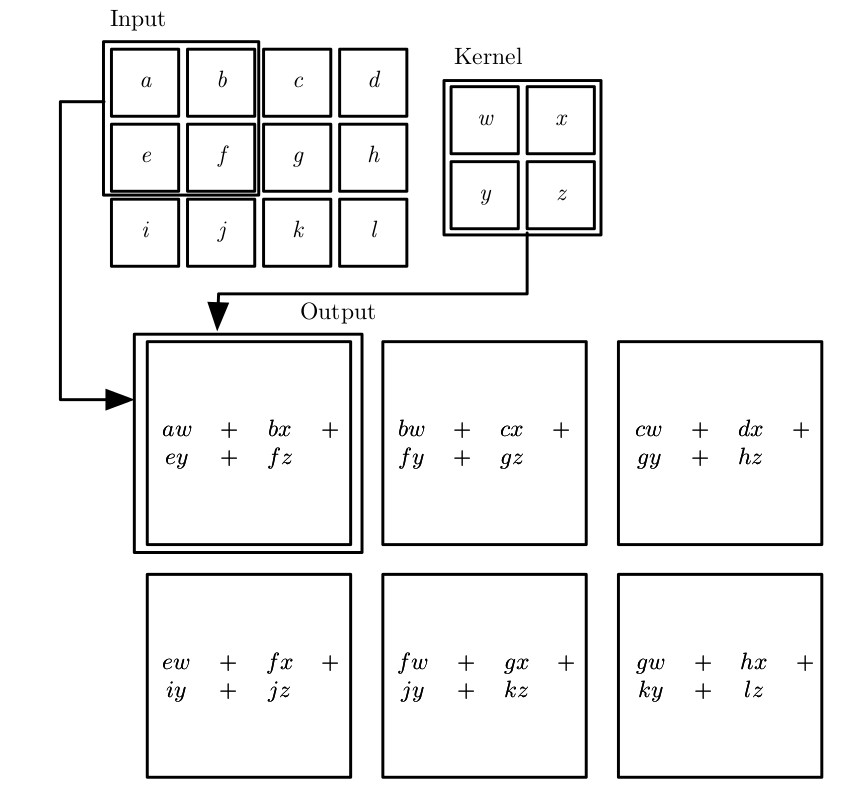 Input
a b c d
e f g h
i j k l
Kernel
w x
y z
Output
aw + bx +
ey + fz
bw + cx +
fy + gz
cw + dx +
gy + hz
ew + fx +
iy + jz
fw + gx +
jy + kz
gw + hx +
ky + lz